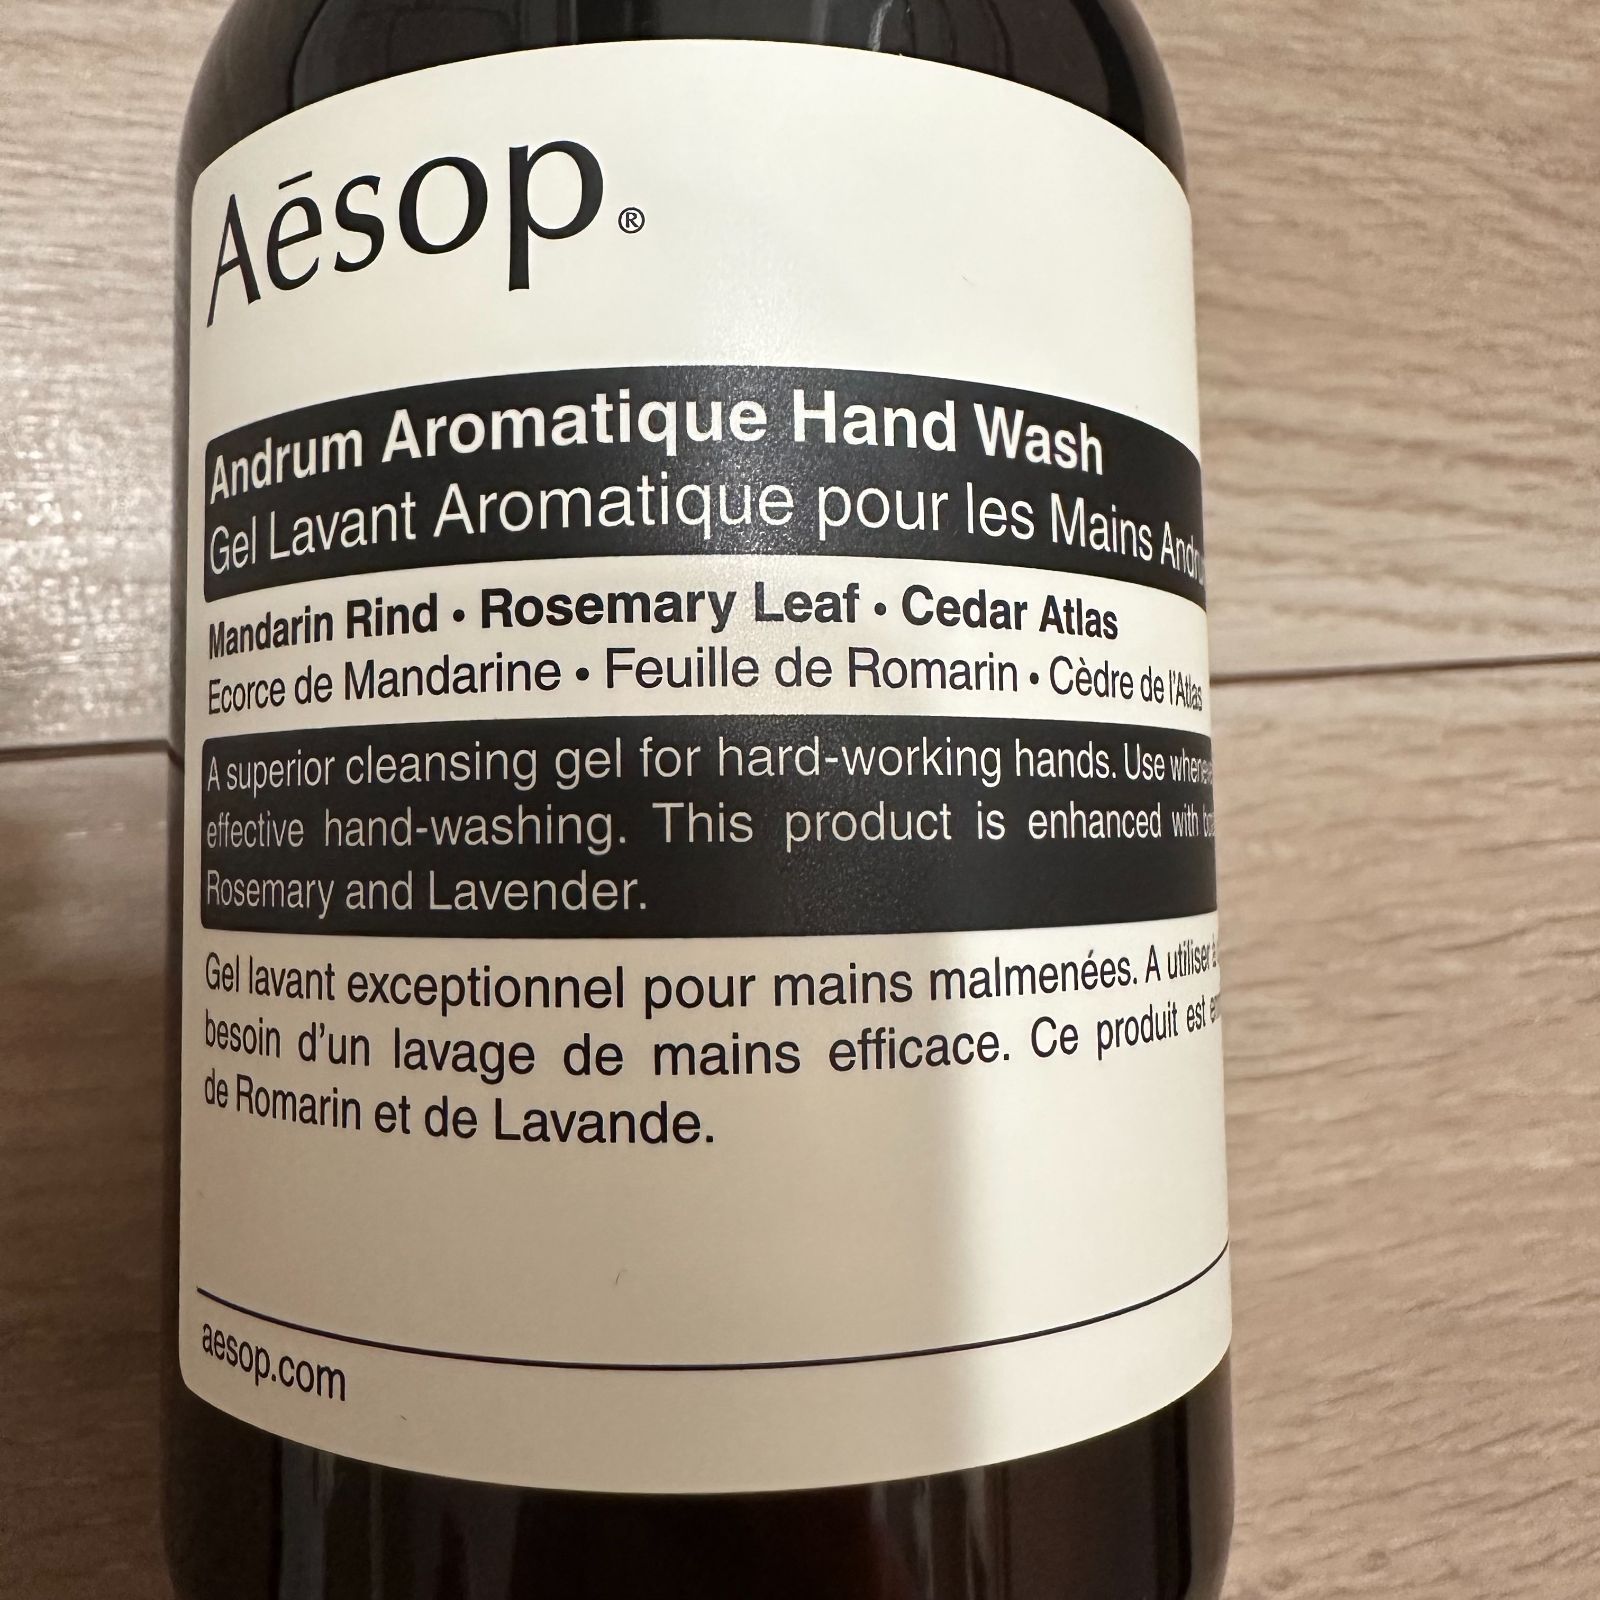 Aēsop®
Andrum Aromatique Hand Wash
Gel Lavant Aromatique pour les Mains
Mandarin Rind • Rosemary Leaf • Cedar Atlas
Ecorce de Mandarine • Feuille de Romarin • Cèdre de l'Atlas
A superior cleansing gel for hard-working hands. Use
effective hand-washing. This product is enhanced with
Rosemary and Lavender.
Gel lavant exceptionnel pour mains malmenées. A utiliser à
besoin d'un lavage de mains efficace. Ce produit est
de Romarin et de Lavande.
aesop.com